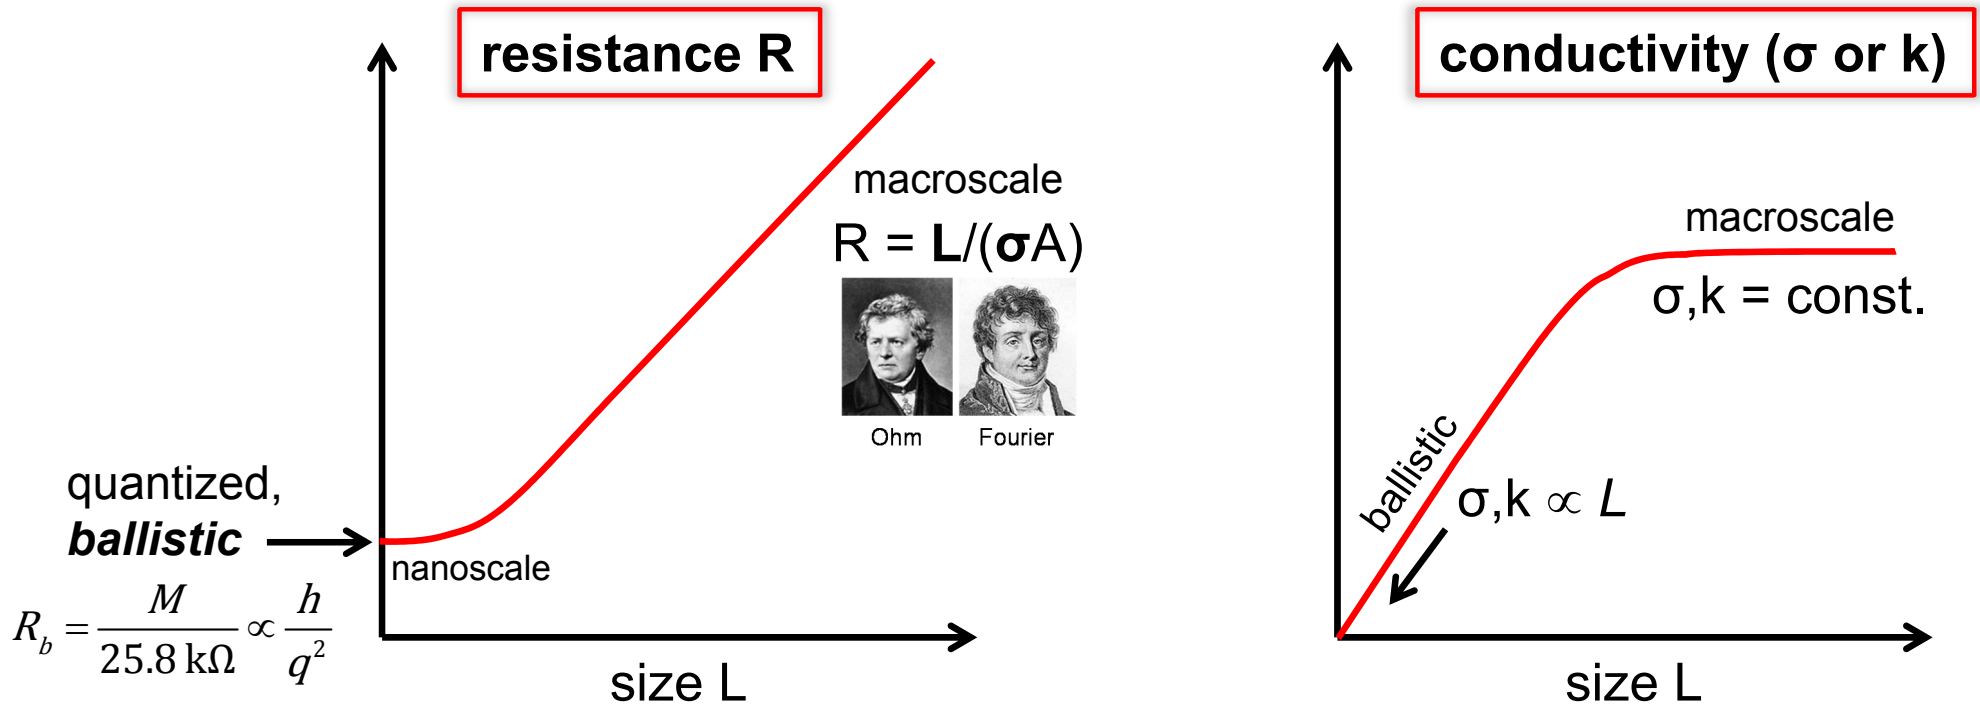 resistance R
macroscale
R = L/(σA)
Ohm Fourier
quantized,
ballistic
nanoscale
R_b = M / 25.8 kΩ ∝ h / q²
size L
conductivity (σ or k)
macroscale
σ,k = const.
ballistic
σ,k ∝ L
size L